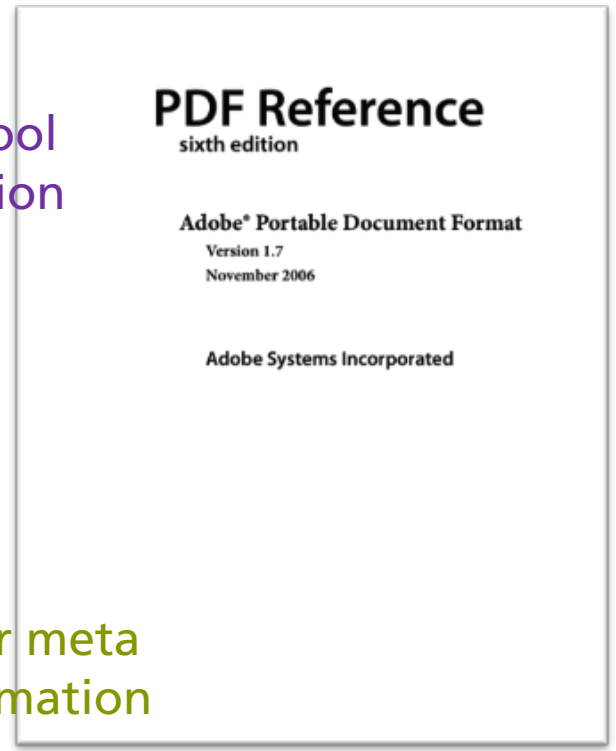 PDF Reference
sixth edition
ool
ion
Adobe® Portable Document Format
Version 1.7
November 2006
Adobe Systems Incorporated
r meta
mation